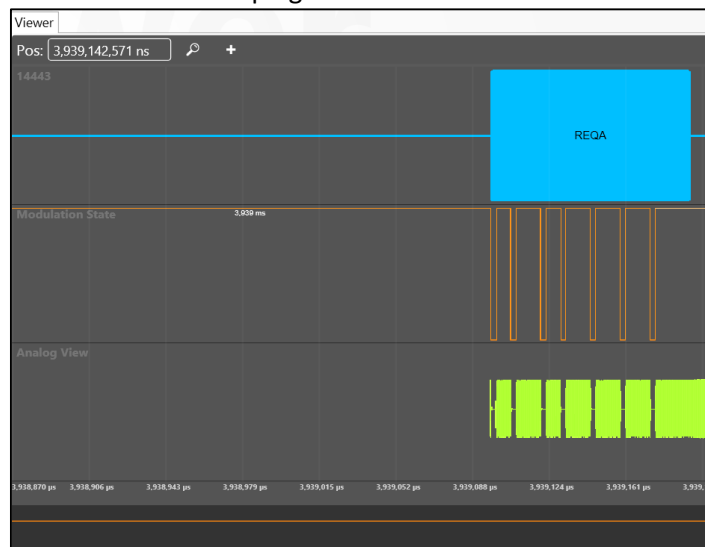 Viewer
Pos: 3,939,142,571 ns
14443
REQA
Modulation State
3,939 ms
Analog View
3,938,870 µs 3,938,906 µs 3,938,943 µs 3,938,979 µs 3,939,015 µs 3,939,052 µs 3,939,088 µs 3,939,124 µs 3,939,161 µs 3,939,